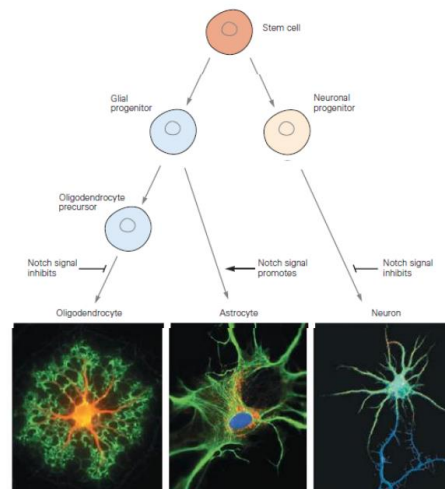 Stem cell
Glial
progenitor
Neuronal
progenitor
Oligodendrocyte
precursor
Notch signal
inhibits
Notch signal
promotes
Notch signal
inhibits
Oligodendrocyte
Astrocyte
Neuron